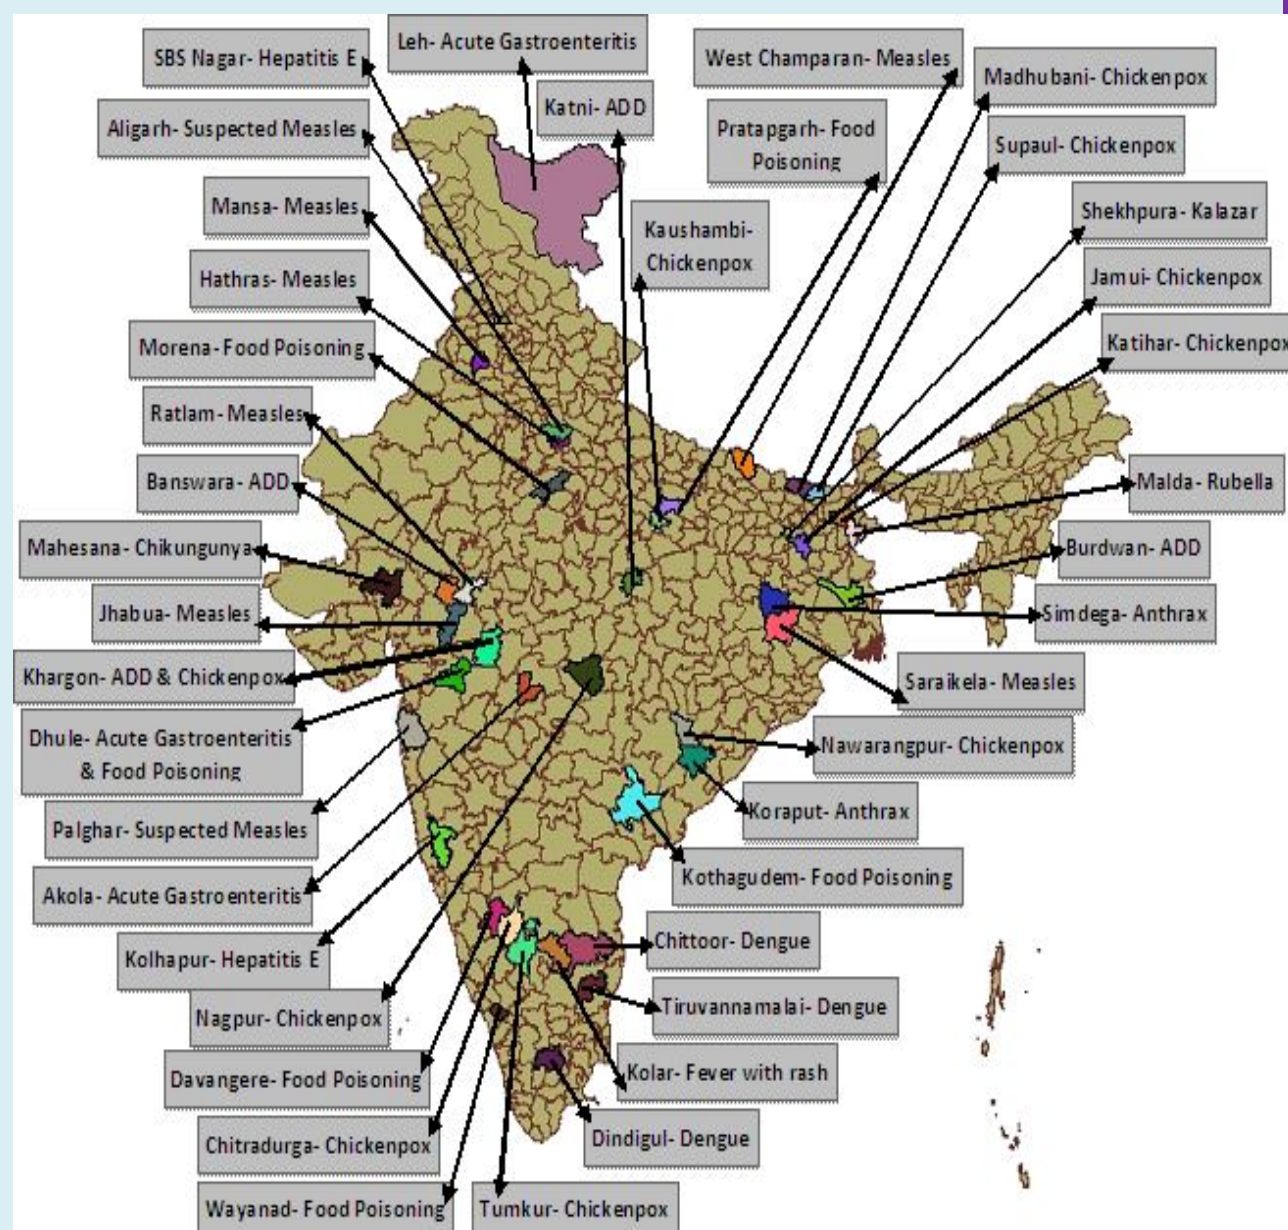 SBS Nagar- Hepatitis E
Leh- Acute Gastroenteritis
West Champaran- Measles
Madhubani- Chickenpox
Aligarh- Suspected Measles
Katni- ADD
Pratapgarh- Food
Poisoning
Supaul- Chickenpox
Mansa- Measles
Kaushambi-
Chickenpox
Shekhpura- Kalazar
Hathras- Measles
Jamui- Chickenpox
Morena- Food Poisoning
Katihar- Chickenpox
Ratlam- Measles
Banswara- ADD
Malda- Rubella
Mahesana- Chikungunya
Burdwan- ADD
Jhabua- Measles
Simdega- Anthrax
Khargon- ADD & Chickenpox
Saraikela- Measles
Dhule- Acute Gastroenteritis
& Food Poisoning
Nawarangpur- Chickenpox
Palghar- Suspected Measles
Koraput- Anthrax
Akola- Acute Gastroenteritis
Kothagudem- Food Poisoning
Kolhapur- Hepatitis E
Chittoor- Dengue
Nagpur- Chickenpox
Tiruvannamalai- Dengue
Davangere- Food Poisoning
Kolar- Fever with rash
Chitradurga- Chickenpox
Dindigul- Dengue
Wayanad- Food Poisoning
Tumkur- Chickenpox